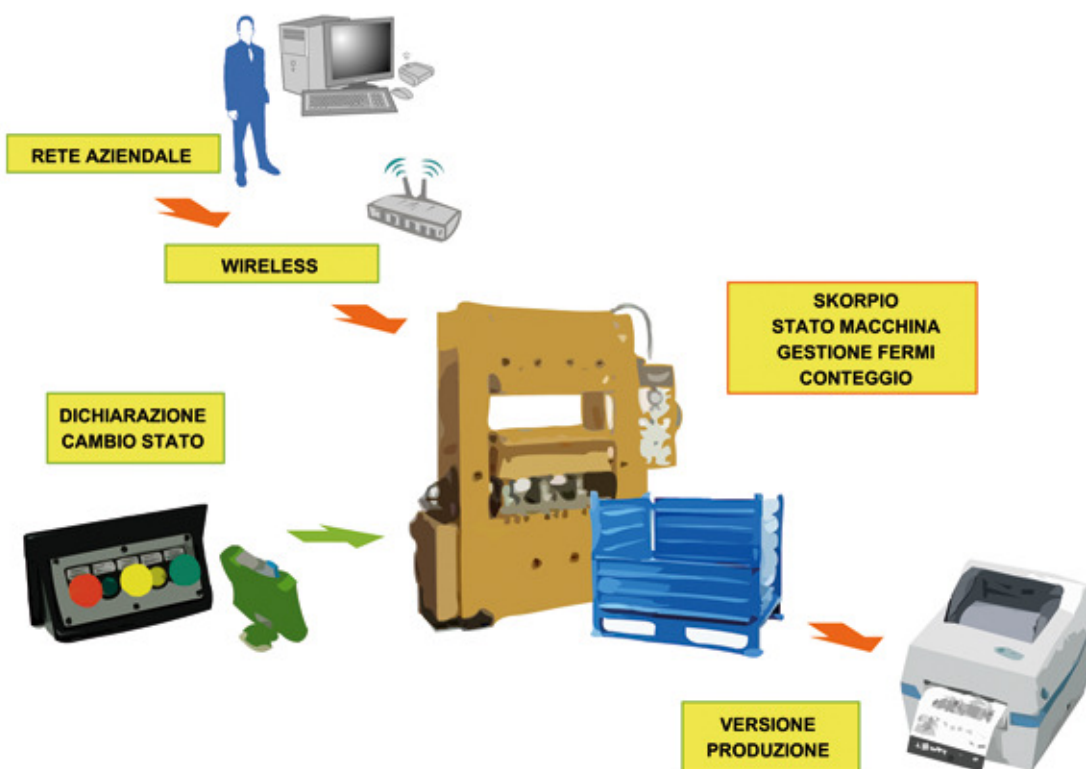 RETE AZIENDALE
WIRELESS
SKORPIO
STATO MACCHINA
GESTIONE FERMI
CONTEGGIO
DICHIARAZIONE
CAMBIO STATO
VERSIONE
PRODUZIONE